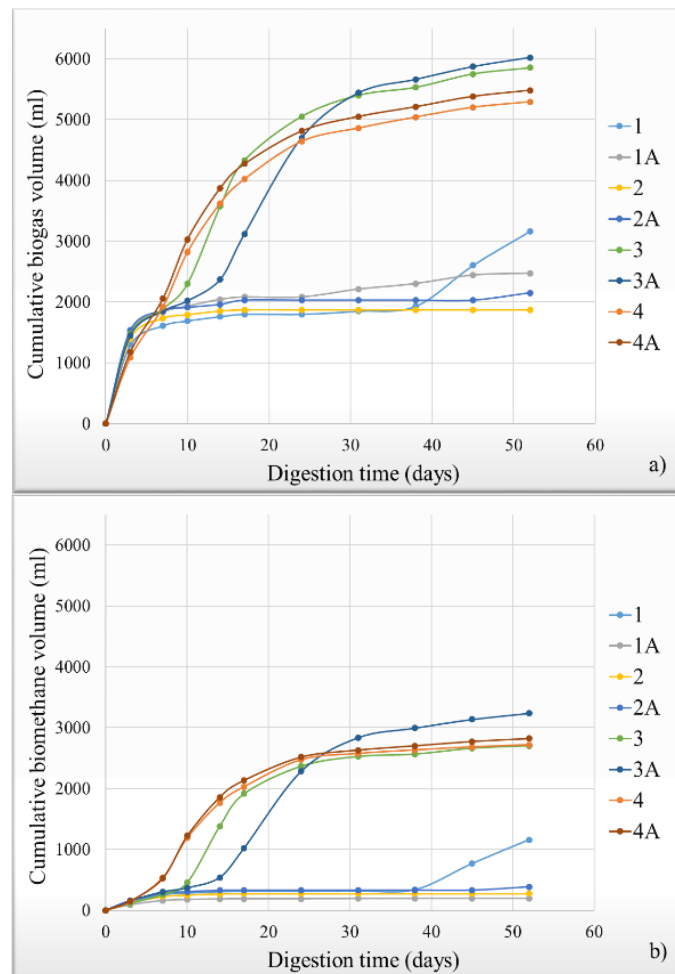 Cumulative biogas volume (ml)
6000
5000
4000
3000
2000
1000
0
0 10 20 30 40 50 60
Digestion time (days)
1
1A
2
2A
3
3A
4
4A
a)
Cumulative biomethane volume (ml)
6000
5000
4000
3000
2000
1000
0
0 10 20 30 40 50 60
Digestion time (days)
1
1A
2
2A
3
3A
4
4A
b)